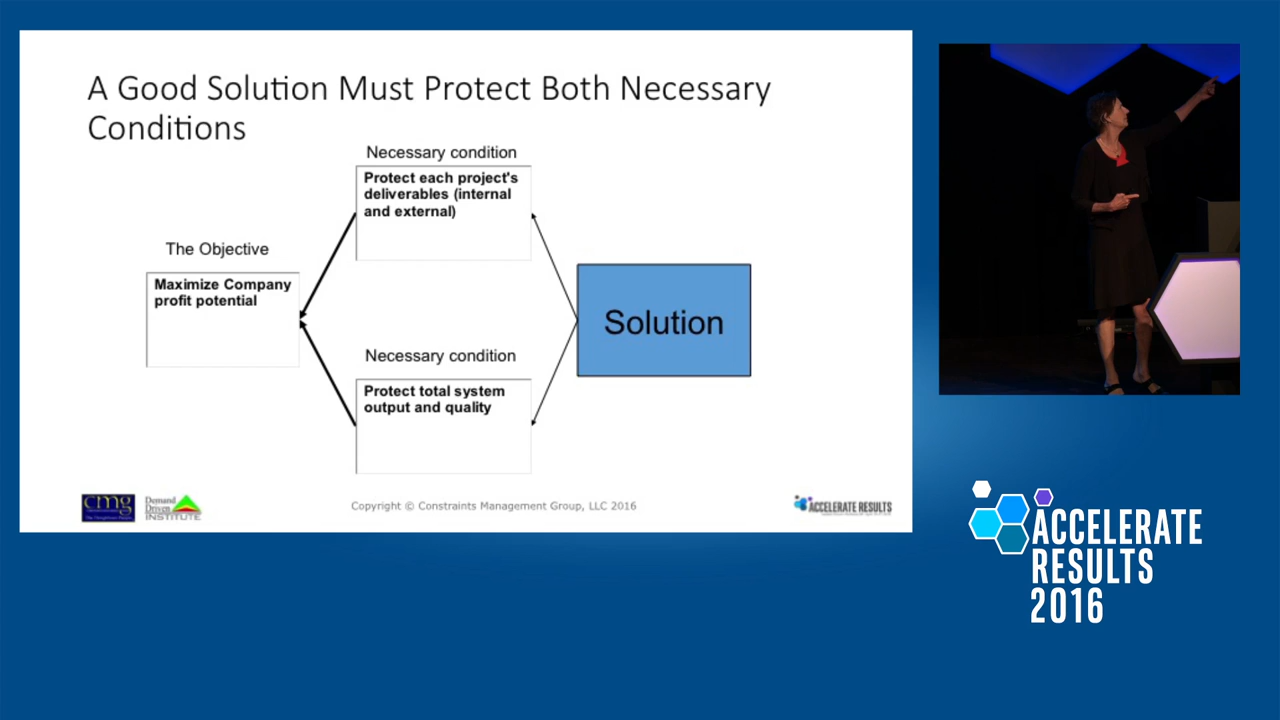 A Good Solution Must Protect Both Necessary
Conditions
Necessary condition
Protect each project's
deliverables (internal
and external)
The Objective
Maximize Company
profit potential
Solution
Necessary condition
Protect total system
output and quality
cmg
Demand
Driven
INSTITUTE
Copyright © Constraints Management Group, LLC 2016
ACCELERATE RESULTS
ACCELERATE
RESULTS
2016